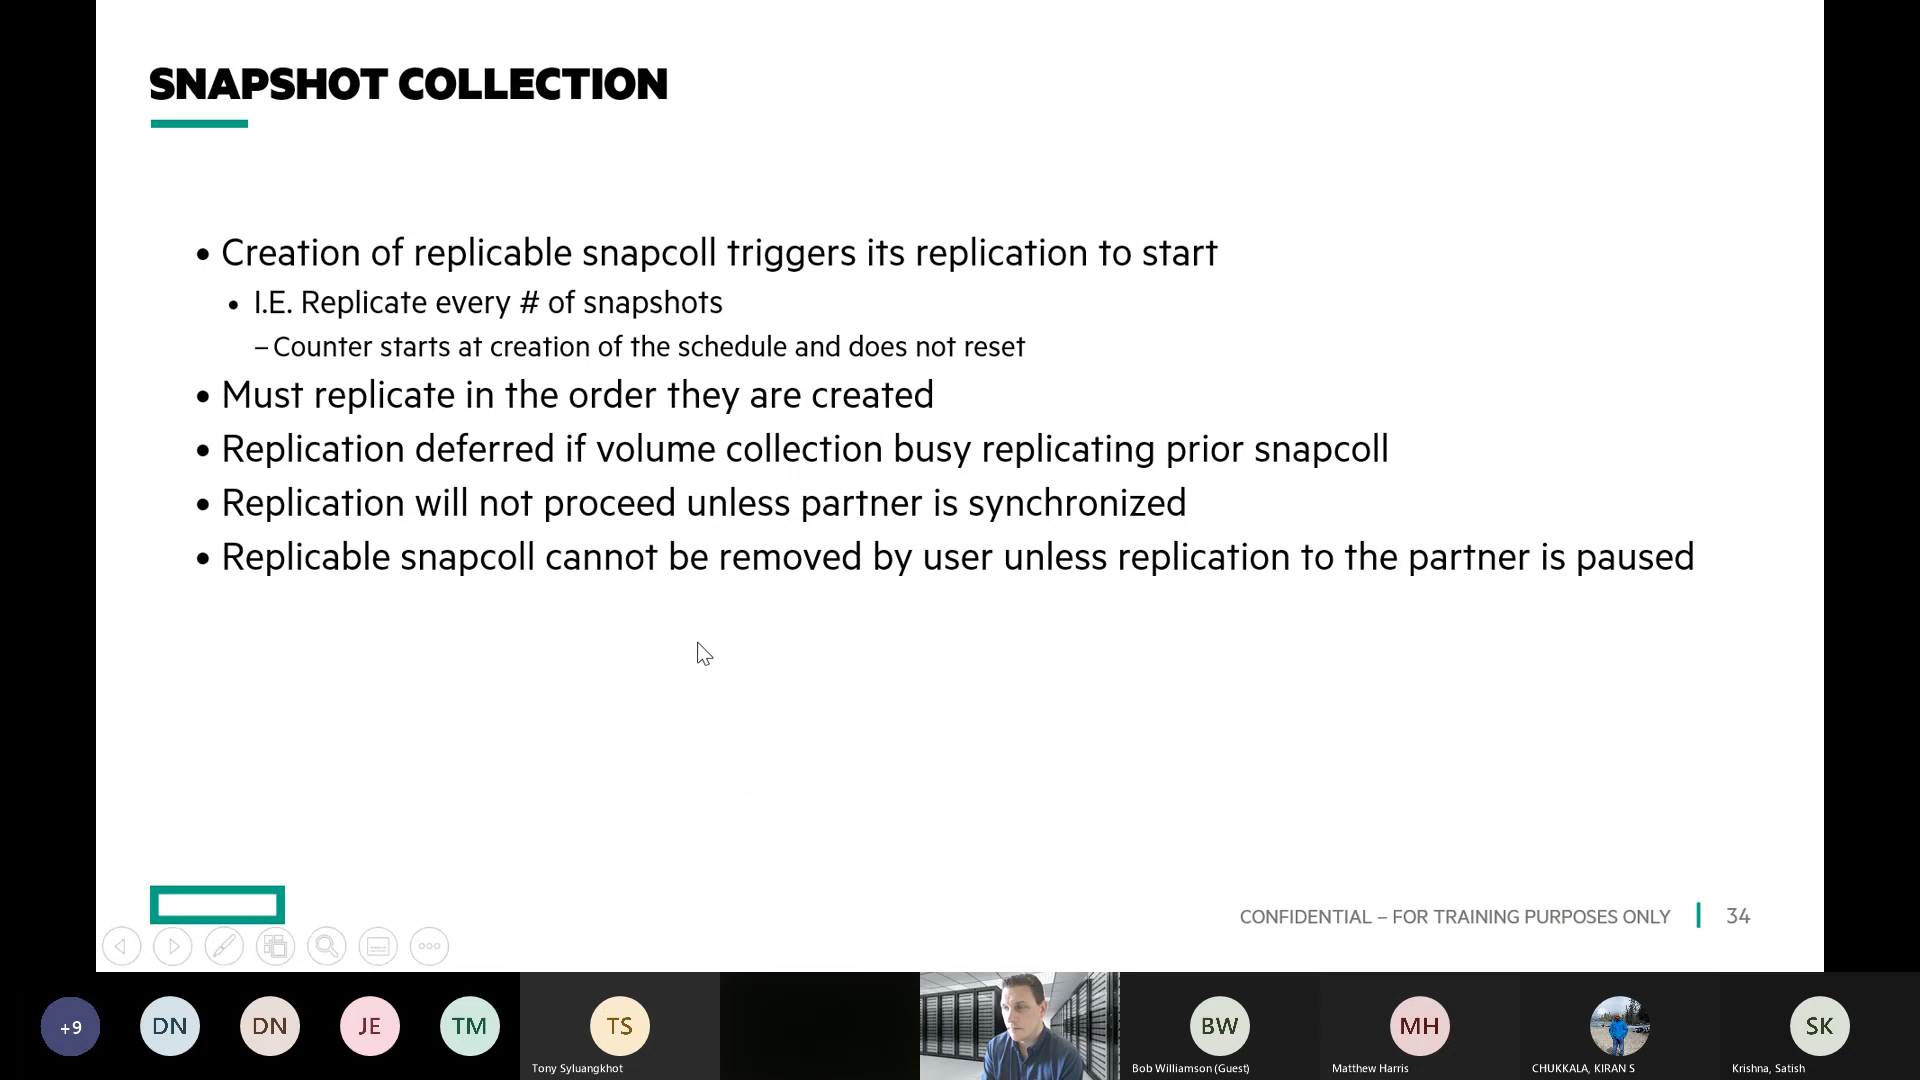 SNAPSHOT COLLECTION
• Creation of replicable snapcoll triggers its replication to start
• I.E. Replicate every # of snapshots
– Counter starts at creation of the schedule and does not reset
• Must replicate in the order they are created
• Replication deferred if volume collection busy replicating prior snapcoll
• Replication will not proceed unless partner is synchronized
• Replicable snapcoll cannot be removed by user unless replication to the partner is paused
CONFIDENTIAL – FOR TRAINING PURPOSES ONLY
34
+9
DN
DN
JE
TM
TS
BW
MH
SK
Tony Syluangkhot
Bob Williamson (Guest)
Matthew Harris
CHUKKALA, KIRAN S
Krishna, Satish